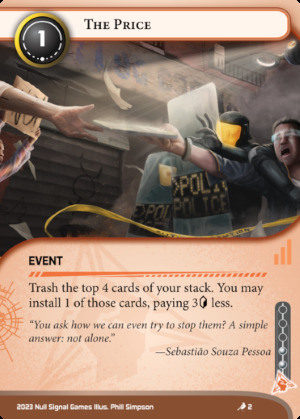 The Price
1
POLI
POLICE
EVENT
Trash the top 4 cards of your stack. You may
install 1 of those cards, paying 3 less.
“You ask how we can even try to stop them? A simple
answer: not alone.”
—Sebastião Souza Pessoa
2023 Null Signal Games Illus. Phill Simpson
2